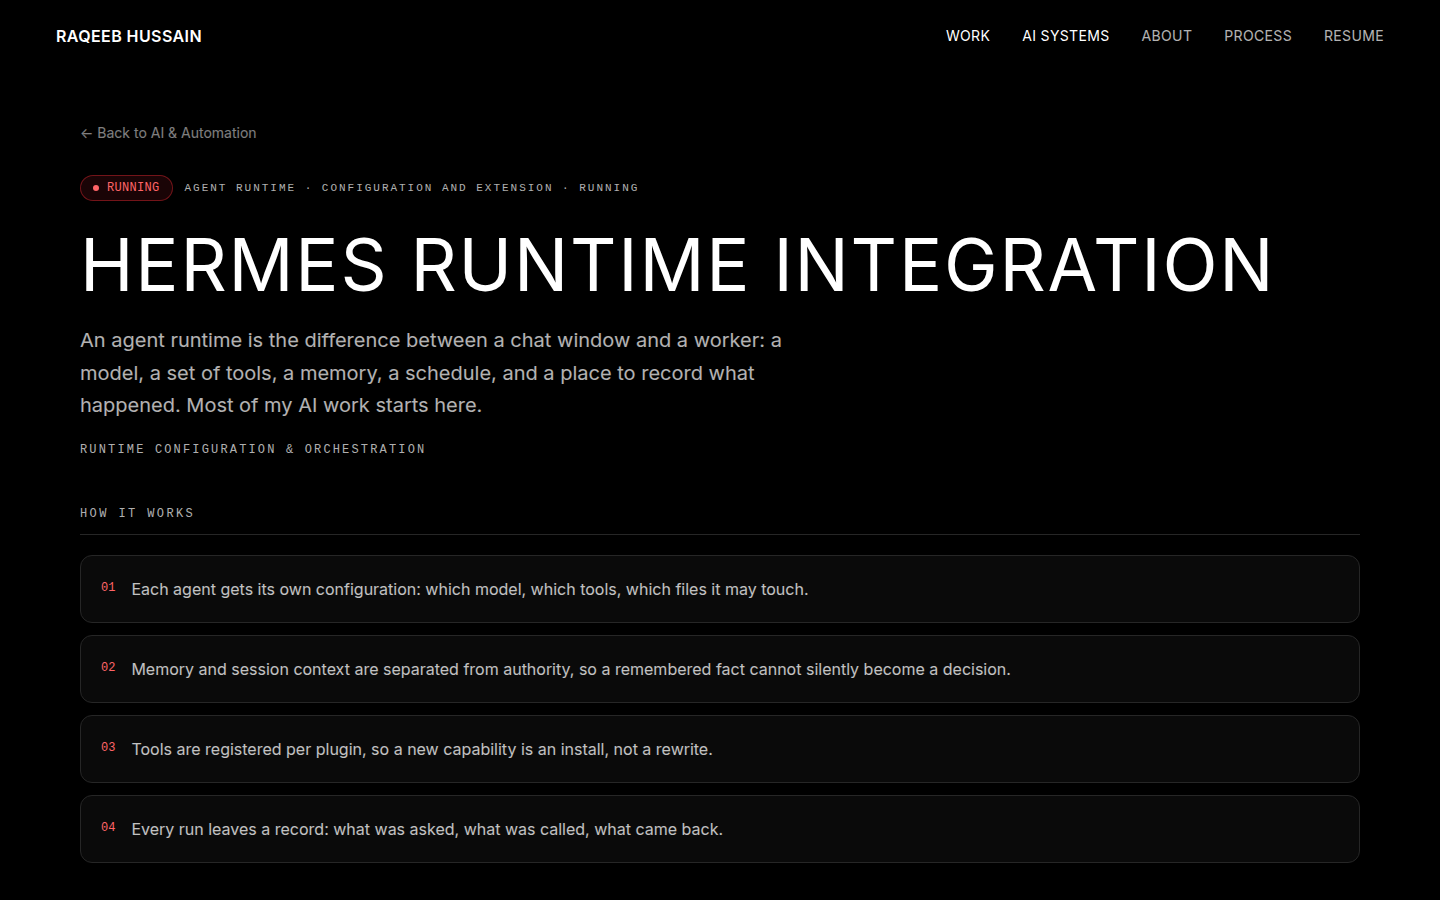 RAQEEB HUSSAIN
WORK AI SYSTEMS ABOUT PROCESS RESUME
← Back to AI & Automation
RUNNING AGENT RUNTIME · CONFIGURATION AND EXTENSION · RUNNING
HERMES RUNTIME INTEGRATION
An agent runtime is the difference between a chat window and a worker: a
model, a set of tools, a memory, a schedule, and a place to record what
happened. Most of my AI work starts here.
RUNTIME CONFIGURATION & ORCHESTRATION
HOW IT WORKS
01 Each agent gets its own configuration: which model, which tools, which files it may touch.
02 Memory and session context are separated from authority, so a remembered fact cannot silently become a decision.
03 Tools are registered per plugin, so a new capability is an install, not a rewrite.
04 Every run leaves a record: what was asked, what was called, what came back.